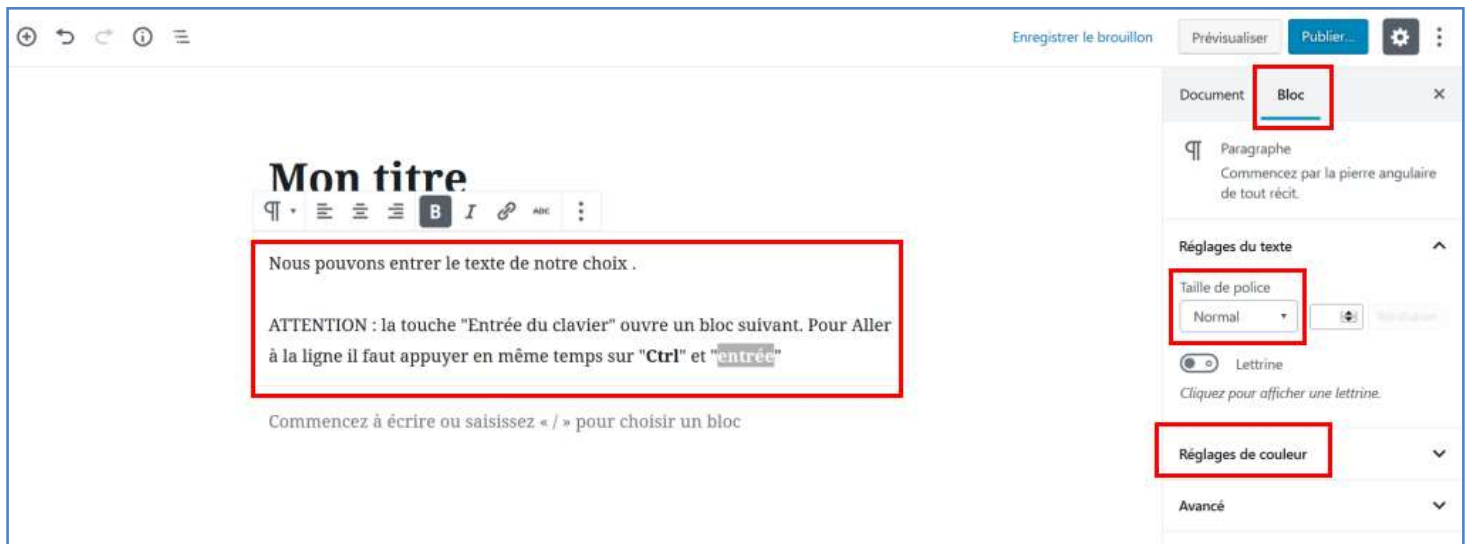 Enregistrer le brouillon
Prévisualiser
Publier...
Document
Bloc
Paragraphe
Commencez par la pierre angulaire
de tout récit.
Mon titre
B I ABC
Nous pouvons entrer le texte de notre choix .
ATTENTION : la touche "Entrée du clavier" ouvre un bloc suivant. Pour Aller
à la ligne il faut appuyer en même temps sur "Ctrl" et "entrée"
Commencez à écrire ou saisissez « / » pour choisir un bloc
Réglages du texte
Taille de police
Normal
Lettrine
Cliquez pour afficher une lettrine.
Réglages de couleur
Avancé